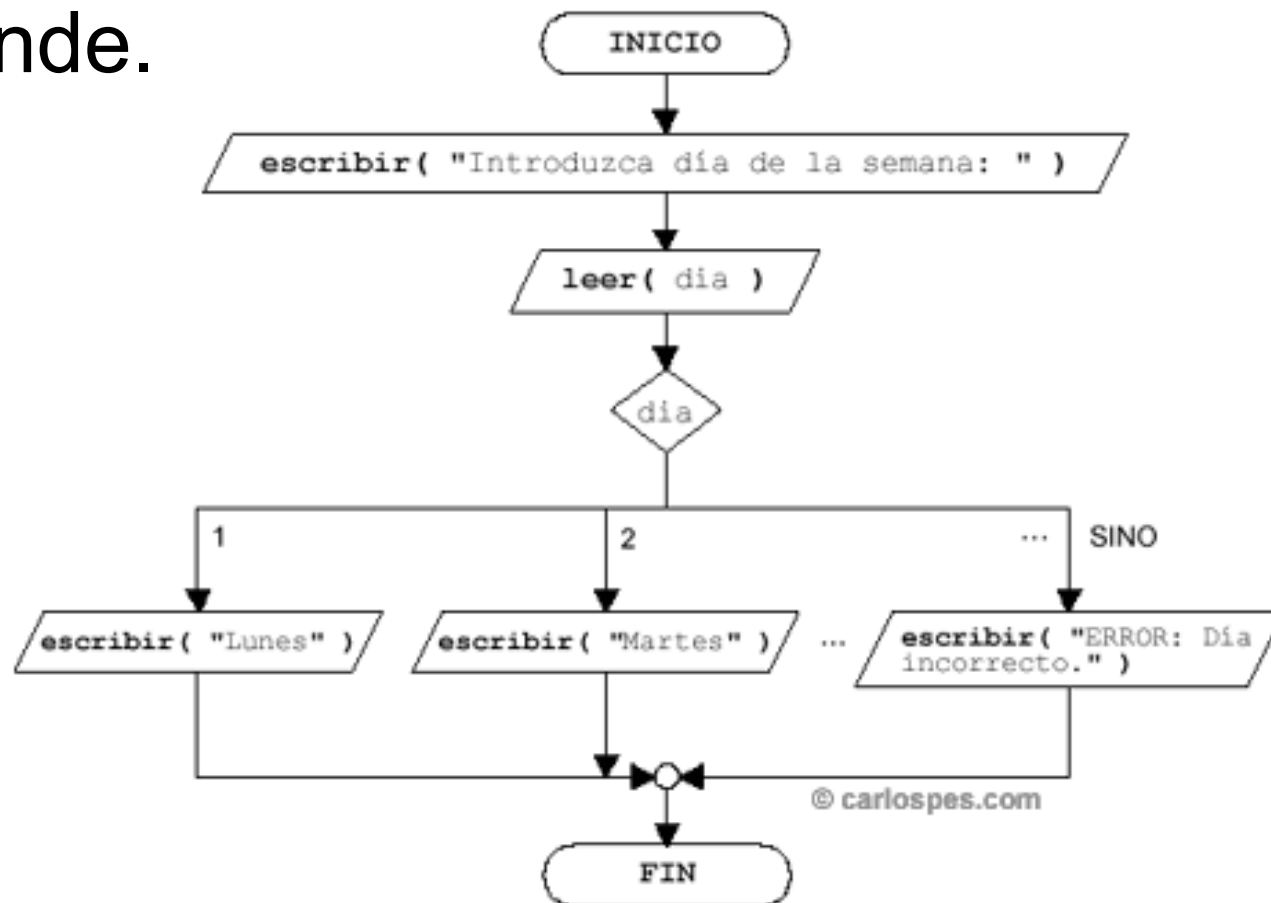 nde.
INICIO
escribir( "Introduzca día de la semana: " )
leer( dia )
dia
1
2
... SINO
escribir( "Lunes" )
escribir( "Martes" )
...
escribir( "ERROR: Día
incorrecto." )
© carlospes.com
FIN